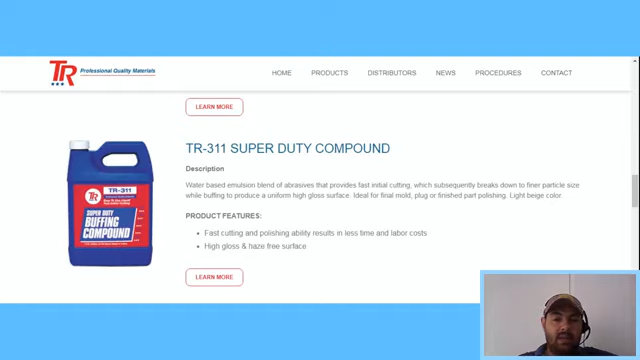 TR Professional Quality Materials
HOME PRODUCTS DISTRIBUTORS NEWS PROCEDURES CONTACT
LEARN MORE
TR-311 SUPER DUTY COMPOUND
Description
Water based emulsion blend of abrasives that provides fast initial cutting, which subsequently breaks down to finer particle size
while buffing to produce a uniform high gloss surface. Ideal for final mold, plug or finished part polishing. Light beige color.
PRODUCT FEATURES:
Fast cutting and polishing ability results in less time and labor costs
High gloss & haze free surface
LEARN MORE
TR-311
TR
SUPER DUTY
BUFFING
COMPOUND